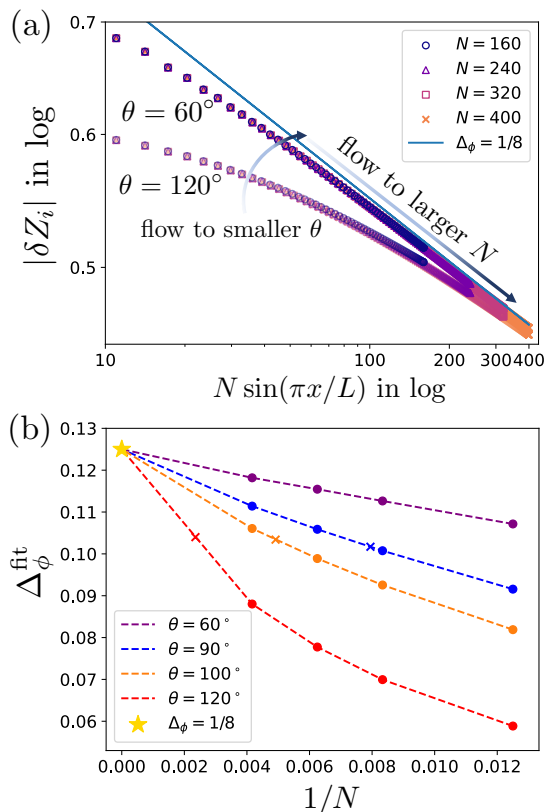 (a)
0.7
0.6
0.5
|δZ_i| in log
N = 160
N = 240
N = 320
N = 400
Δ_ϕ = 1/8
θ = 60°
θ = 120°
flow to smaller θ
flow to larger N
10
100
300
400
N sin(πx/L) in log
(b)
0.13
0.12
0.11
0.10
0.09
0.08
0.07
0.06
Δ_ϕ^fit
θ = 60°
θ = 90°
θ = 100°
θ = 120°
Δ_ϕ = 1/8
0.000
0.002
0.004
0.006
0.008
0.010
0.012
1/N